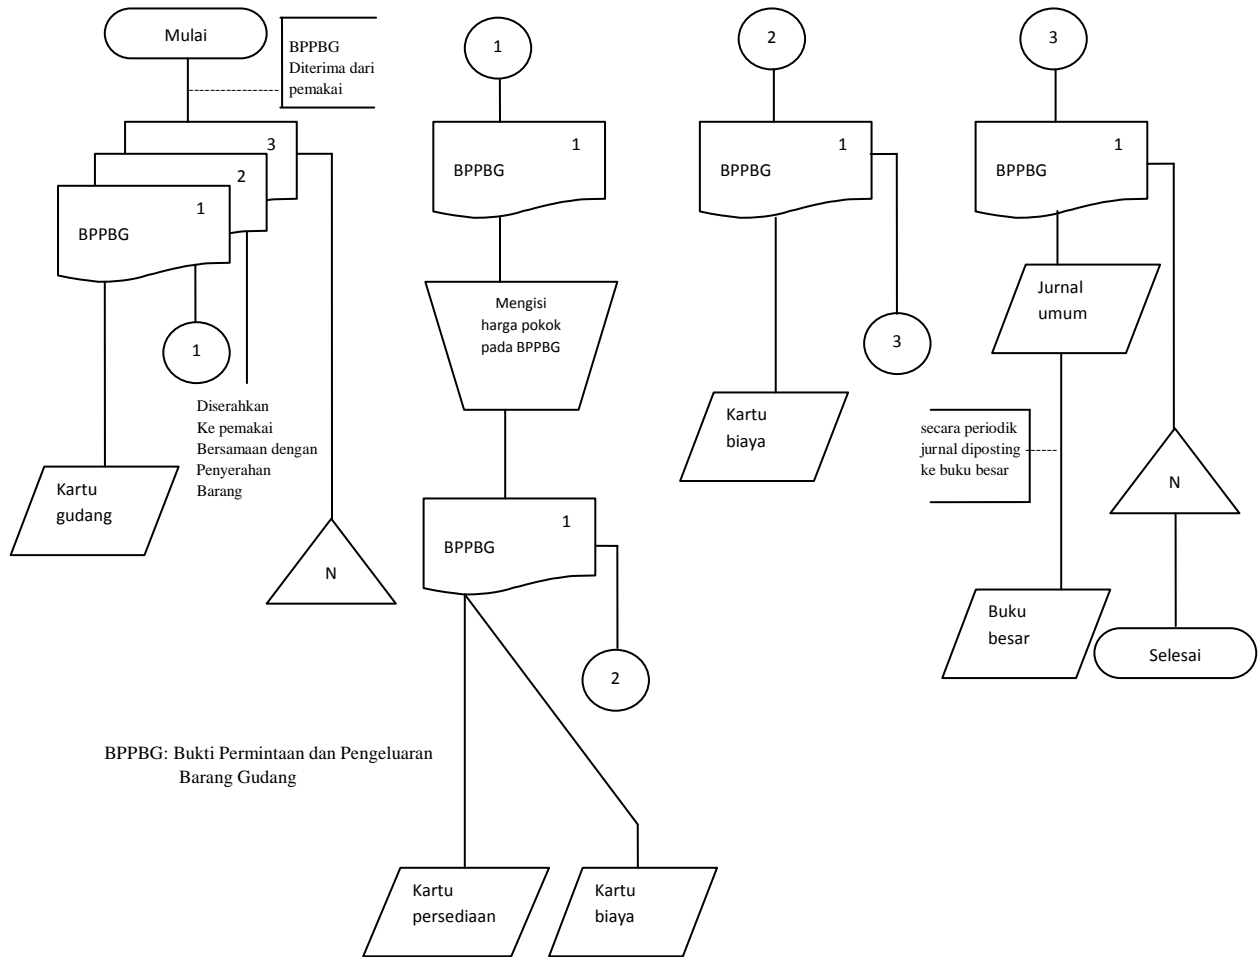 Mulai
BPPBG
Diterima dari
pemakai
3
2
1
BPPBG
1
Diserahkan
Ke pemakai
Bersamaan dengan
Penyerahan
Barang
Kartu
gudang
N
1
1
BPPBG
Mengisi
harga pokok
pada BPPBG
1
BPPBG
2
Kartu
persediaan
Kartu
biaya
2
1
BPPBG
3
Kartu
biaya
3
1
BPPBG
Jurnal
umum
secara periodik
jurnal diposting
ke buku besar
N
Buku
besar
Selesai
BPPBG: Bukti Permintaan dan Pengeluaran
Barang Gudang